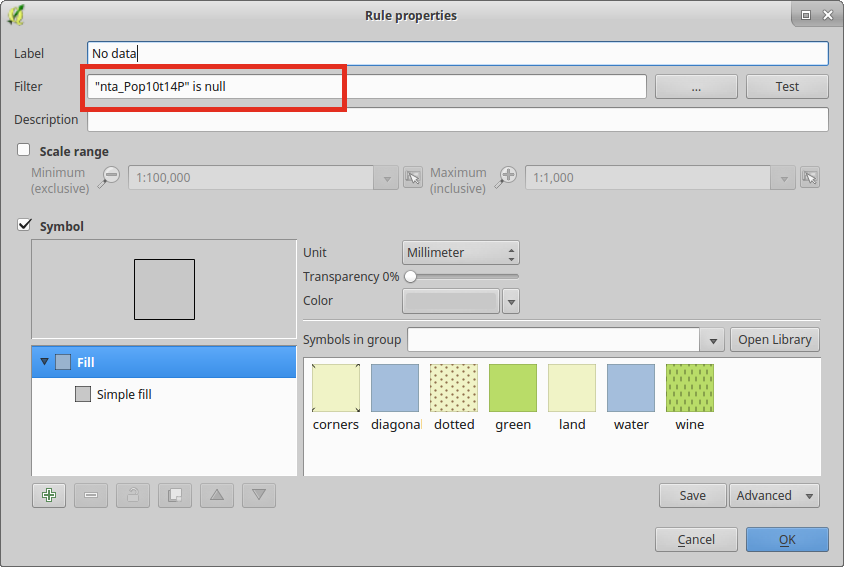 Rule properties
Label No data
Filter "nta_Pop10t14P" is null ... Test
Description
Scale range
Minimum (exclusive) 1:100,000 Maximum (inclusive) 1:1,000
Symbol
Unit Millimeter
Transparency 0%
Color
Symbols in group Open Library
Fill
Simple fill
corners diagonal dotted green land water wine
Save Advanced
Cancel OK